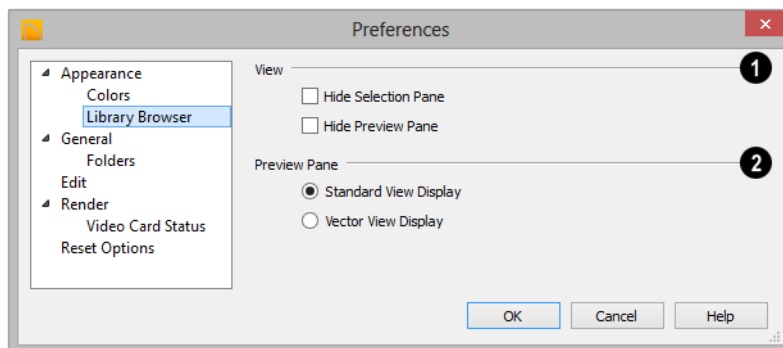 Preferences
Appearance
Colors
Library Browser
General
Folders
Edit
Render
Video Card Status
Reset Options
View 1
Hide Selection Pane
Hide Preview Pane
Preview Pane 2
Standard View Display
Vector View Display
OK Cancel Help